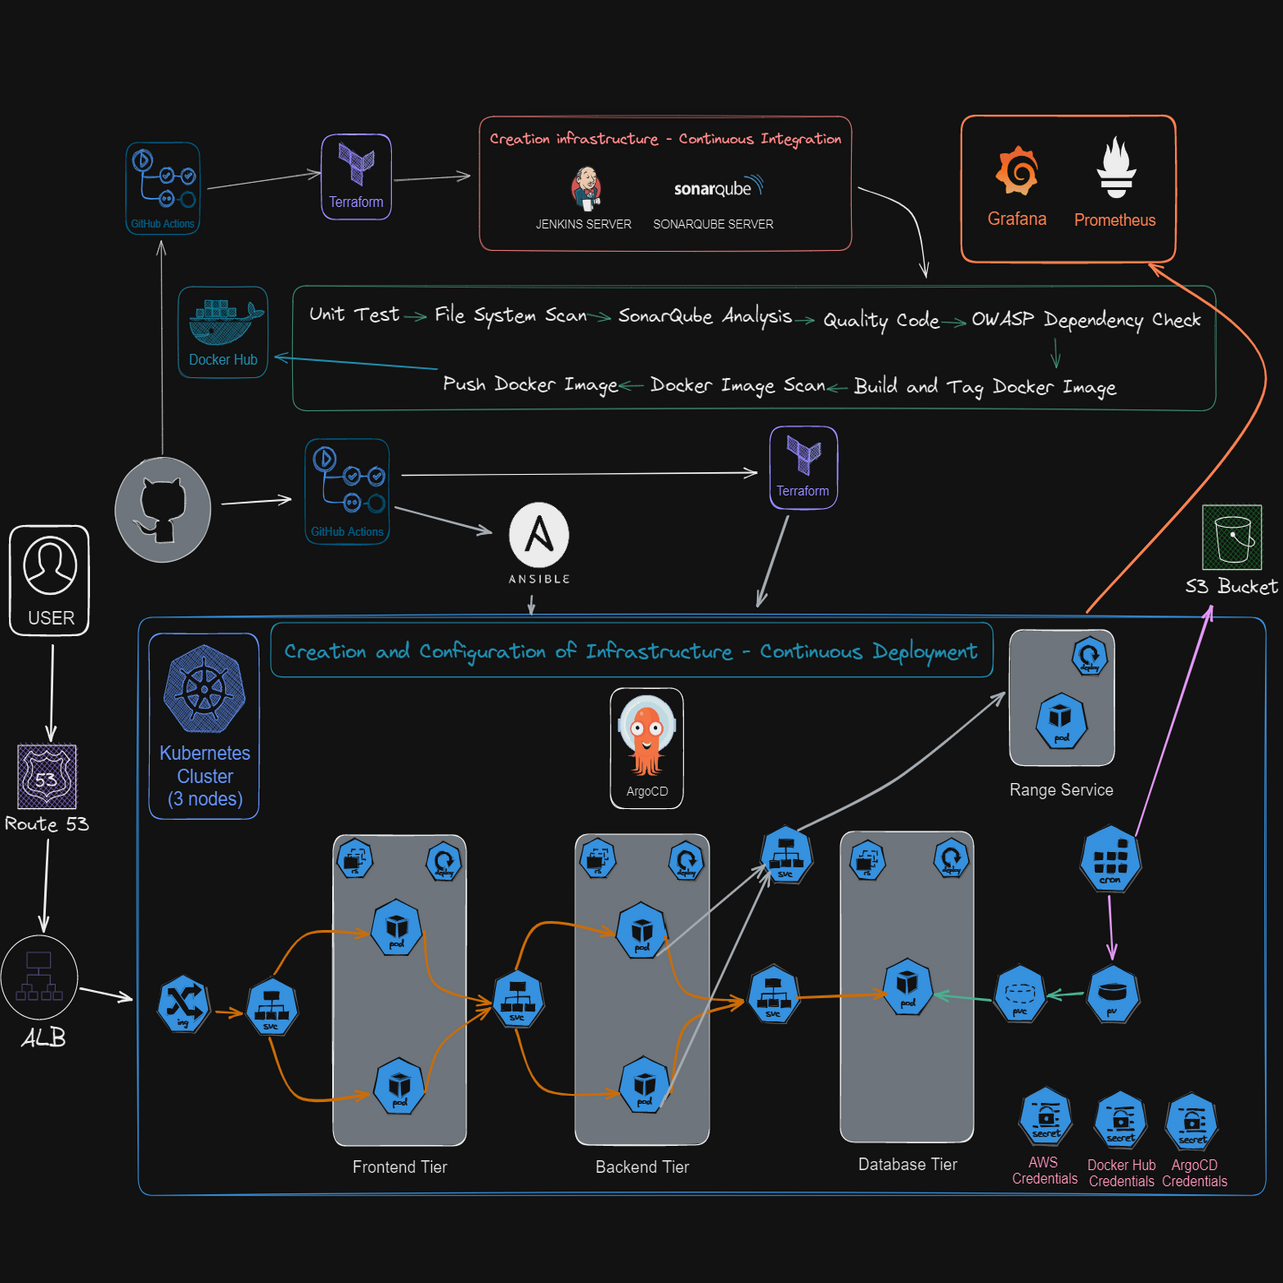 Creation infrastructure - Continuous Integration
GitHub Actions
Terraform
sonarqube
JENKINS SERVER
SONARQUBE SERVER
Grafana
Prometheus
Docker Hub
Unit Test
File System Scan
SonarQube Analysis
Quality Code
OWASP Dependency Check
Push Docker Image
Docker Image Scan
Build and Tag Docker Image
GitHub Actions
Terraform
ANSIBLE
S3 Bucket
USER
53
Route 53
ALB
Creation and Configuration of Infrastructure - Continuous Deployment
Kubernetes
Cluster
(3 nodes)
ArgoCD
deploy
pod
Range Service
ing
svc
rs
deploy
pod
pod
Frontend Tier
svc
rs
deploy
pod
pod
Backend Tier
svc
svc
rs
deploy
pod
Database Tier
cron
pvc
pv
secret
AWS
Credentials
secret
Docker Hub
Credentials
secret
ArgoCD
Credentials